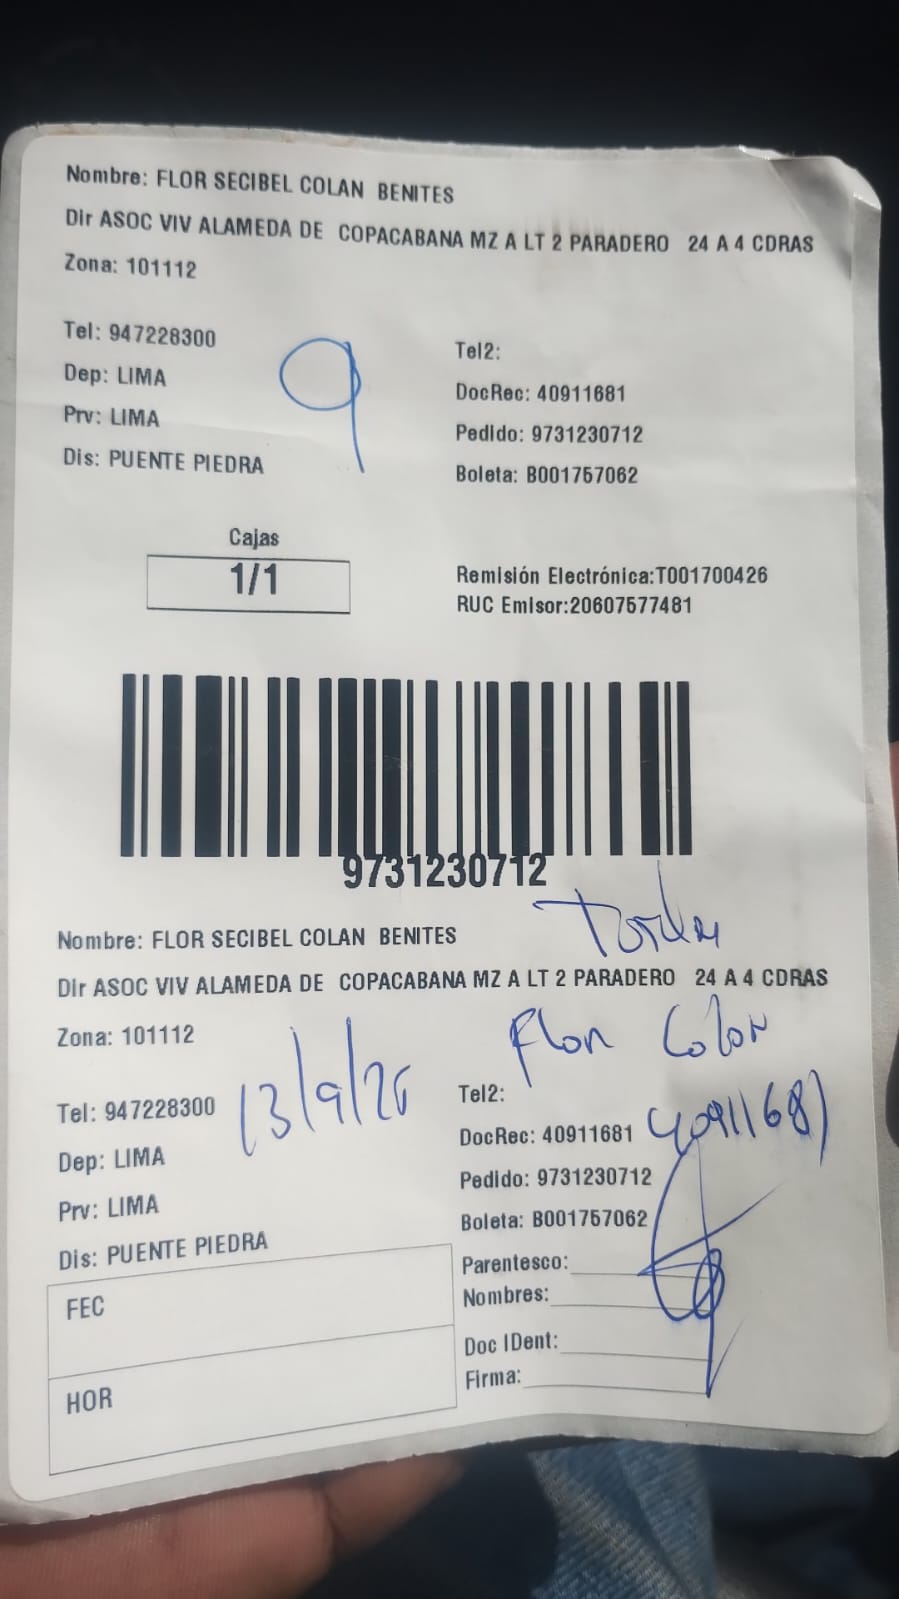 Nombre: FLOR SECIBEL COLAN BENITES
Dir ASOC VIV ALAMEDA DE COPACABANA MZ A LT 2 PARADERO 24 A 4 CDRAS
Zona: 101112
Tel: 947228300
Dep: LIMA
Prv: LIMA
Dis: PUENTE PIEDRA
9
Tel2:
DocRec: 40911681
Pedido: 9731230712
Boleta: B001757062
Cajas
1/1
Remisión Electrónica:T001700426
RUC Emisor:20607577481
9731230712
Nombre: FLOR SECIBEL COLAN BENITES
Dir ASOC VIV ALAMEDA DE COPACABANA MZ A LT 2 PARADERO 24 A 4 CDRAS
Zona: 101112
Flor Colan
13/9/20
Tel: 947228300
Dep: LIMA
Prv: LIMA
Dis: PUENTE PIEDRA
Tel2:
DocRec: 40911681 40911681
Pedido: 9731230712
Boleta: B001757062
Parentesco:
Nombres:
Doc IDent:
Firma:
FEC
HOR